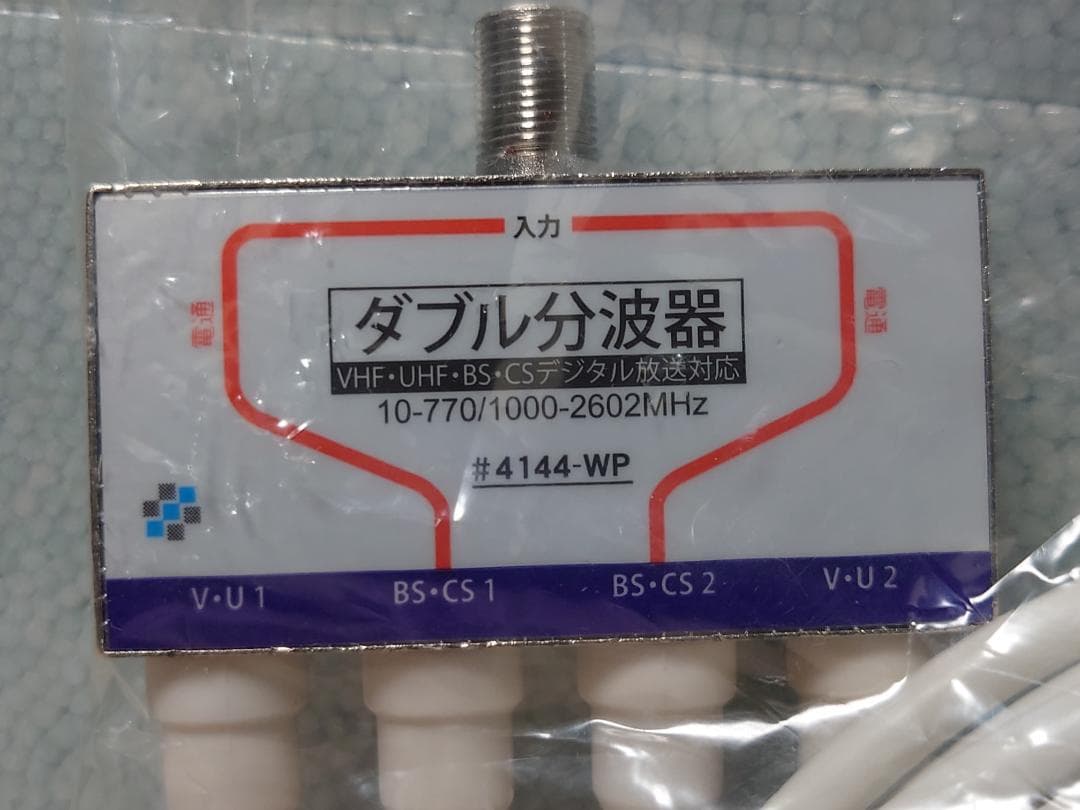 入力
ダブル分波器
VHF・UHF・BS・CSデジタル放送対応
10-770/1000-2602MHz
電通
電通
#4144-WP
V・U 1
BS・CS 1
BS・CS 2
V・U 2